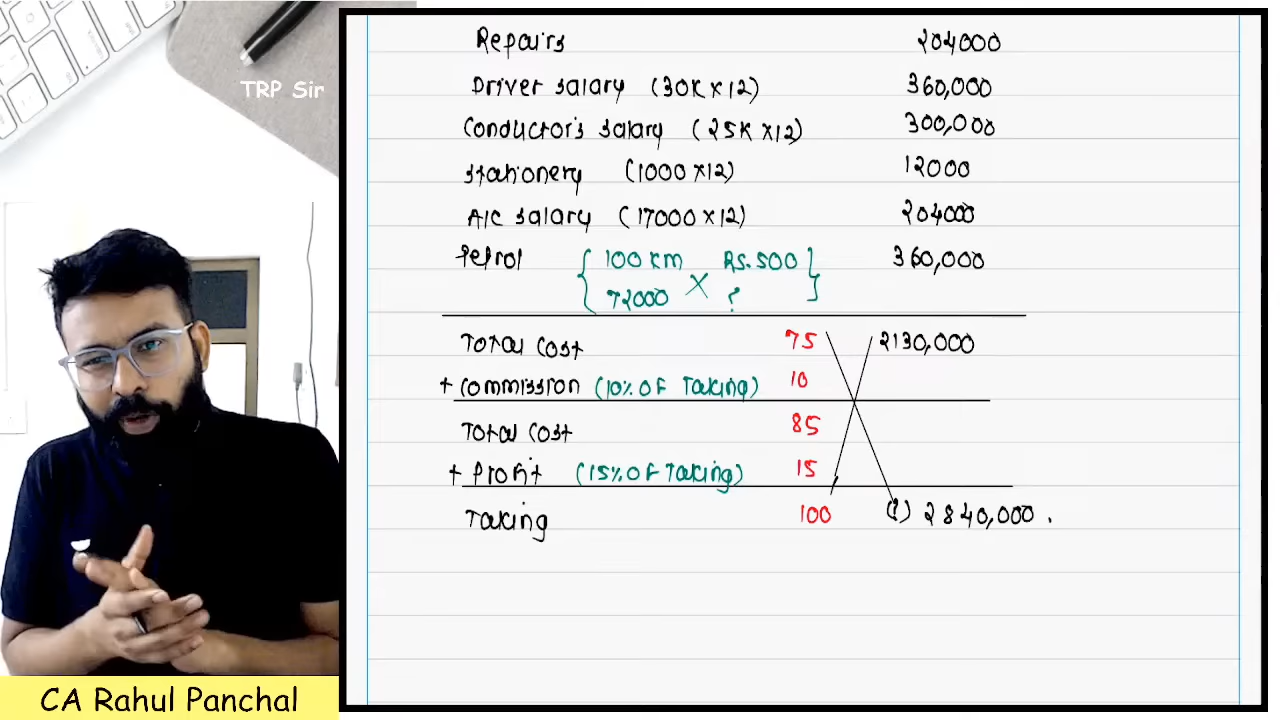 TRP Sir
Repairs 204000
Driver salary (30K x 12) 360,000
Conductor's salary (25K x 12) 300,000
Stationery (1000 x 12) 12000
A/C salary (17000 x 12) 204000
Petrol { 100 KM X Rs. 500 } 360,000
72000 ?
Total Cost 75 2130,000
+ Commission (10% OF Taking) 10
Total Cost 85
+ Profit (15% OF Taking) 15
Taking 100 (?) 2840,000.
CA Rahul Panchal